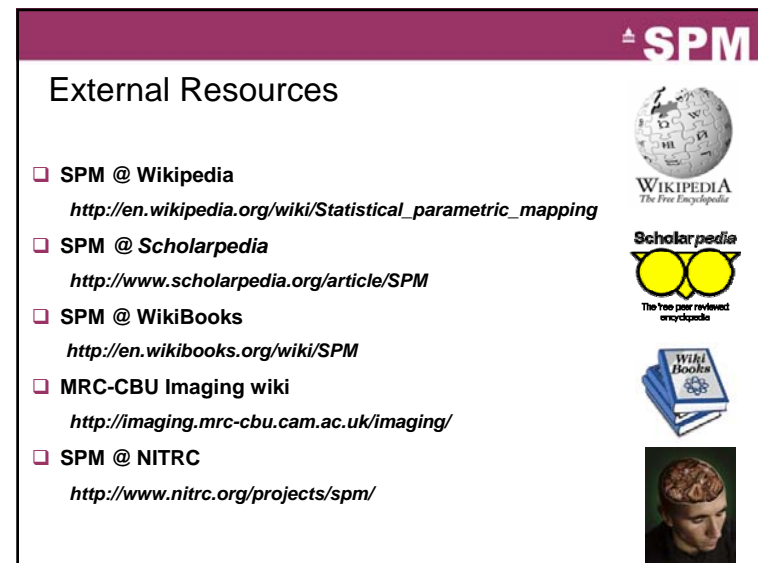 SPM
External Resources
SPM @ Wikipedia
http://en.wikipedia.org/wiki/Statistical_parametric_mapping
SPM @ Scholarpedia
http://www.scholarpedia.org/article/SPM
SPM @ WikiBooks
http://en.wikibooks.org/wiki/SPM
MRC-CBU Imaging wiki
http://imaging.mrc-cbu.cam.ac.uk/imaging/
SPM @ NITRC
http://www.nitrc.org/projects/spm/
WIKIPEDIA
The Free Encyclopedia
Scholarpedia
The free peer reviewed
encyclopedia
Wiki
Books